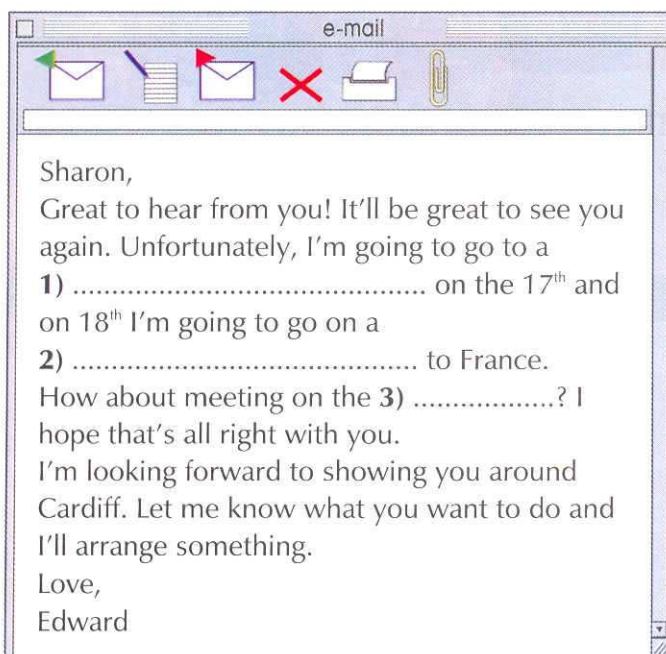 e-mail
Sharon,
Great to hear from you! It'll be great to see you
again. Unfortunately, I'm going to go to a
1) ............................................. on the 17th and
on 18th I'm going to go on a
2) ............................................ to France.
How about meeting on the 3) ..................? I
hope that's all right with you.
I'm looking forward to showing you around
Cardiff. Let me know what you want to do and
I'll arrange something.
Love,
Edward